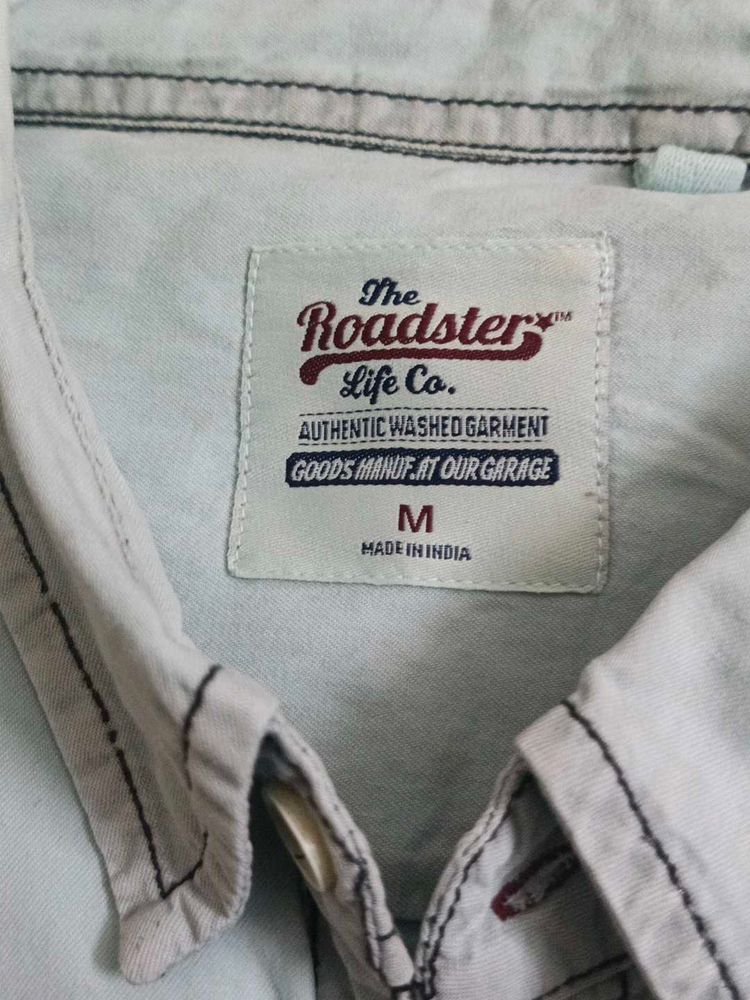 The
Roadster™
Life Co.
AUTHENTIC WASHED GARMENT
GOODS MANUF. AT OUR GARAGE
M
MADE IN INDIA